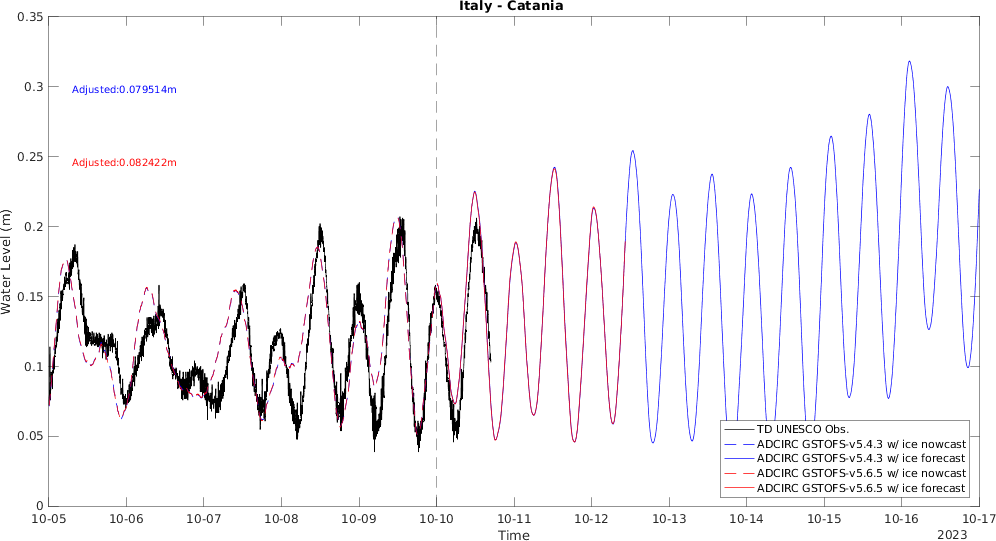 Italy - Catania
0.35
0.3
0.25
0.2
0.15
0.1
0.05
0
Water Level (m)
Adjusted:0.079514m
Adjusted:0.082422m
TD UNESCO Obs.
ADCIRC GSTOFS-v5.4.3 w/ ice nowcast
ADCIRC GSTOFS-v5.4.3 w/ ice forecast
ADCIRC GSTOFS-v5.6.5 w/ ice nowcast
ADCIRC GSTOFS-v5.6.5 w/ ice forecast
10-05 10-06 10-07 10-08 10-09 10-10 10-11 10-12 10-13 10-14 10-15 10-16 10-17
Time
2023